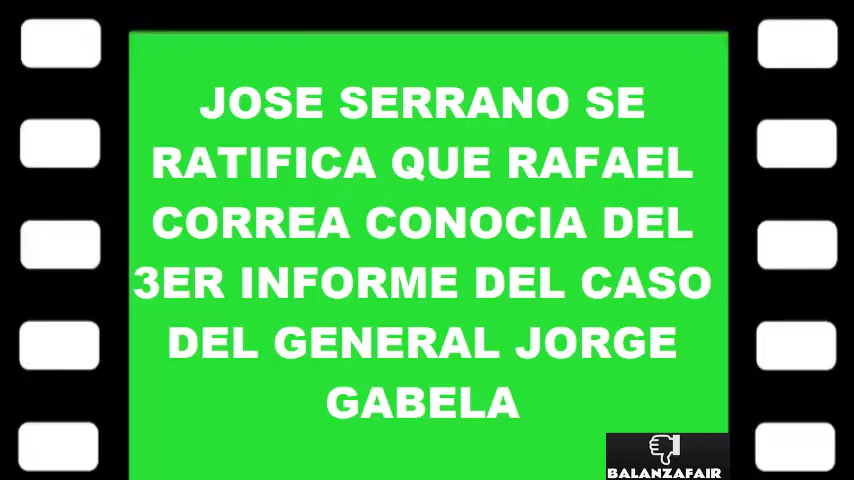 JOSE SERRANO SE
RATIFICA QUE RAFAEL
CORREA CONOCIA DEL
3ER INFORME DEL CASO
DEL GENERAL JORGE
GABELA
BALANZAFAIR